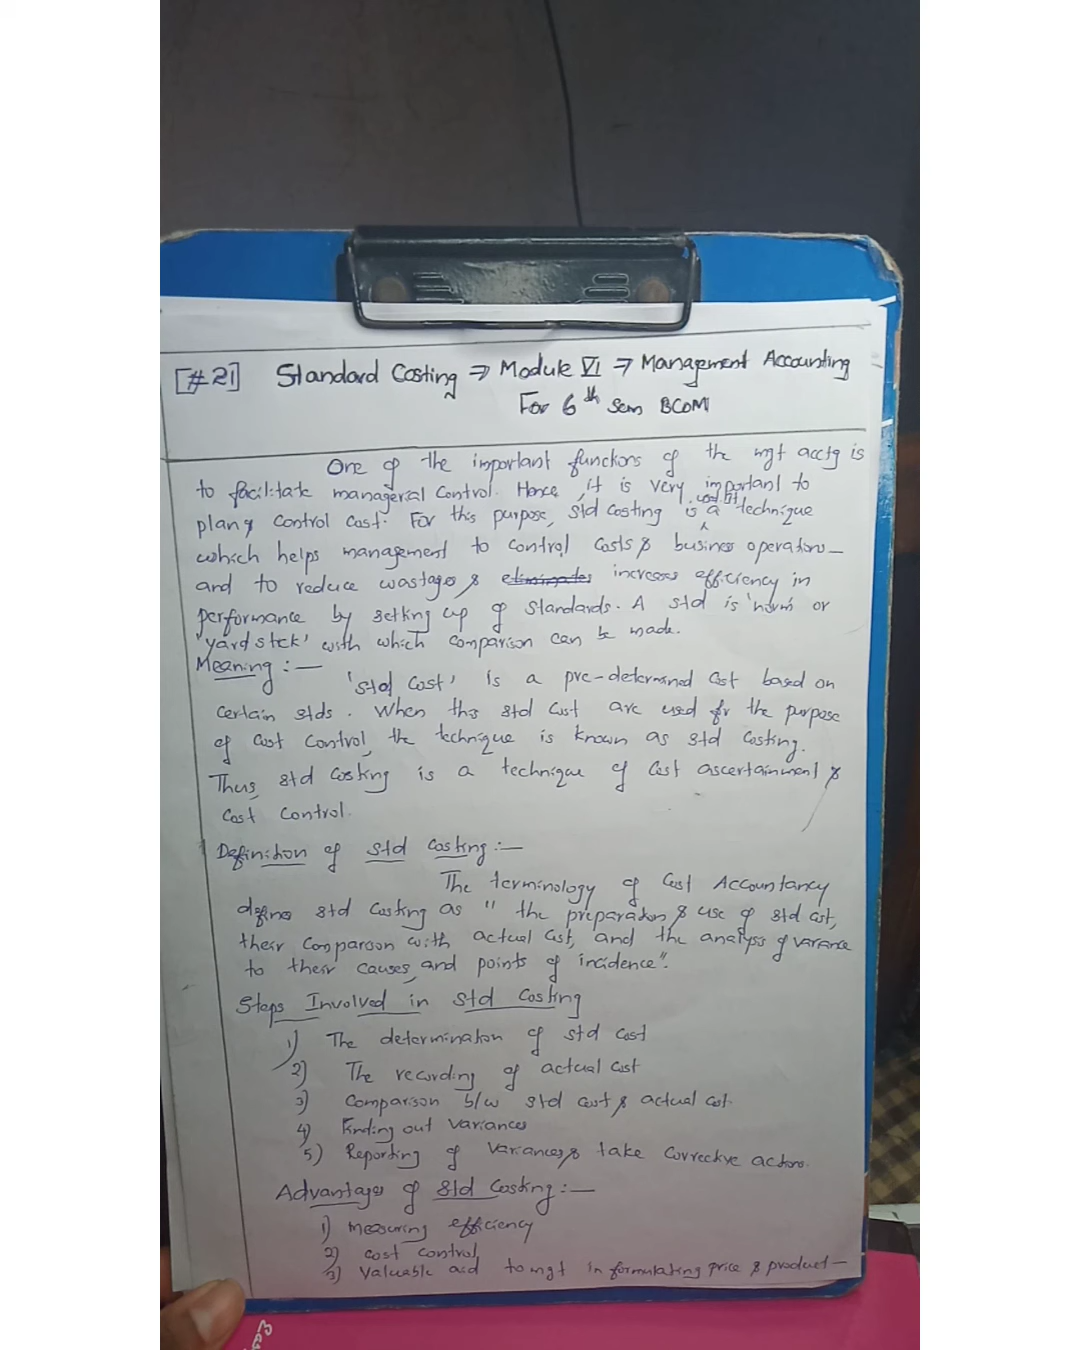 [#21] Standard Costing ⇒ Module VI ⇒ Management Accounting
For 6th Sem BCOM
One of the important functions of the mgt acctg is
to facilitate managerial control. Hence, it is very important to
plan & control cost. For this purpose, std costing is a used it technique
which helps management to control costs & business operations
and to reduce wastages & eliminates increases efficiency in
performance by setting up of standards. A std is 'norm' or
'yard stick' with which comparison can be made.
Meaning :—
'Std Cost' is a pre-determined cost based on
certain stds. When this std cost are used for the purpose
of cost control, the technique is known as std costing.
Thus, std costing is a technique of cost ascertainment &
cost control.
Definition of std costing :—
The terminology of Cost Accountancy
defines std costing as " the preparation & use of std cost,
their comparison with actual cost, and the analysis of variance
to their causes, and points of incidence".
Steps Involved in std costing
1) The determination of std cost
2) The recording of actual cost
3) Comparison b/w std cost & actual cost.
4) Finding out variances
5) Reporting of variances & take corrective actions.
Advantages of std costing :—
1) measuring efficiency
2) cost control
3) Valuable aid to mgt in formulating price & product —